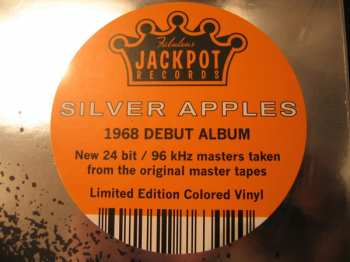 Fabulous
JACKPOT
RECORDS
SILVER APPLES
1968 DEBUT ALBUM
New 24 bit / 96 kHz masters taken
from the original master tapes
Limited Edition Colored Vinyl